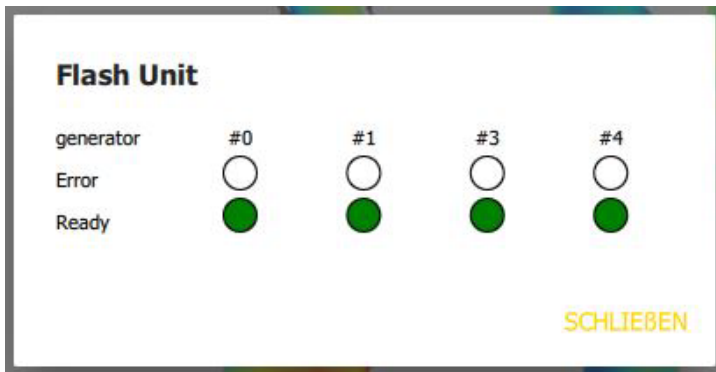 Flash Unit
generator #0 #1 #3 #4
Error
Ready
SCHLIEßEN